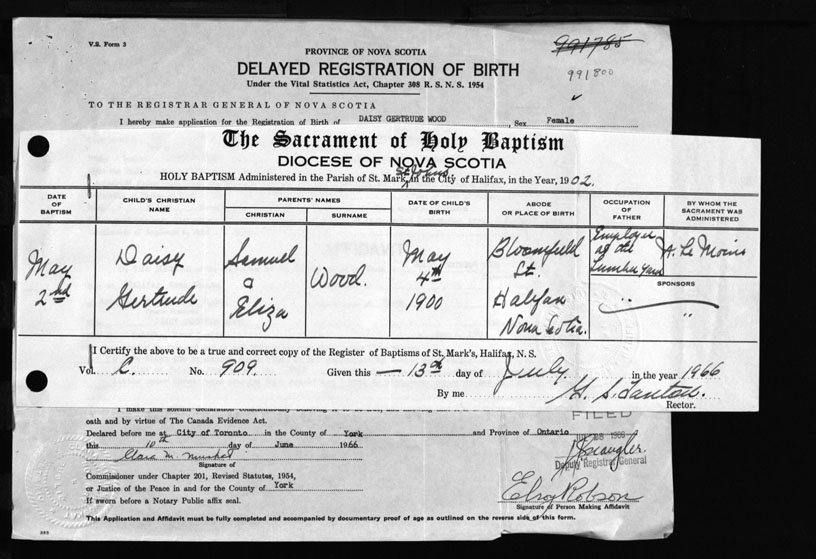 V.S. Form 3
991785
991800
PROVINCE OF NOVA SCOTIA
DELAYED REGISTRATION OF BIRTH
Under the Vital Statistics Act, Chapter 308 R. S. N. S. 1954
TO THE REGISTRAR GENERAL OF NOVA SCOTIA
I hereby make application for the Registration of Birth of DAISY GERTRUDE WOOD, Sex Female
The Sacrament of Holy Baptism
DIOCESE OF NOVA SCOTIA
St. Johns
HOLY BAPTISM Administered in the Parish of St. Mark, in the City of Halifax, in the Year, 1902.
DATE OF BAPTISM
CHILD'S CHRISTIAN NAME
PARENTS' NAMES
CHRISTIAN
SURNAME
DATE OF CHILD'S BIRTH
ABODE OR PLACE OF BIRTH
OCCUPATION OF FATHER
BY WHOM THE SACRAMENT WAS ADMINISTERED
May 2nd
Daisy Gertrude
Samuel & Eliza
Wood.
May 4th 1900
Bloomfield St. Halifax Nova Scotia.
Lumber Yard
SPONSORS
I Certify the above to be a true and correct copy of the Register of Baptisms of St. Mark's, Halifax, N. S.
Vol. C. No. 909. Given this — 13th day of July in the year 1966
By me
Rector.
oath and by virtue of The Canada Evidence Act.
FILED
Declared before me at City of Toronto in the County of York and Province of Ontario
this 10th day of June 1966
Signature of
Deputy Registrar General
Commissioner under Chapter 201, Revised Statutes, 1954,
or Justice of the Peace in and for the County of York
If sworn before a Notary Public affix seal.
Elroy Robson
Signature of Person Making Affidavit
This Application and Affidavit must be fully completed and accompanied by documentary proof of age as outlined on the reverse side of this form.